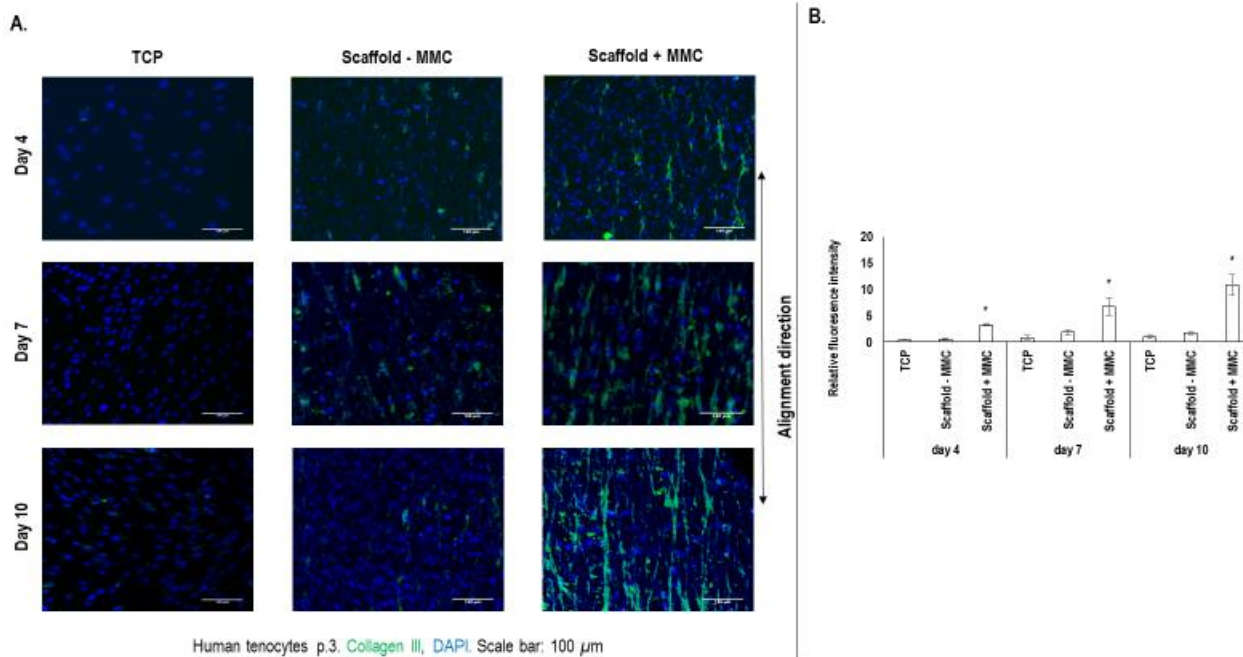 A.
TCP
Scaffold - MMC
Scaffold + MMC
Day 4
Day 7
Day 10
Alignment direction
Human tenocytes p.3. Collagen III, DAPI. Scale bar: 100 µm
B.
Relative fluoresence intensity
20
15
10
5
0
*
*
*
TCP
Scaffold - MMC
Scaffold + MMC
TCP
Scaffold - MMC
Scaffold + MMC
TCP
Scaffold - MMC
Scaffold + MMC
day 4
day 7
day 10